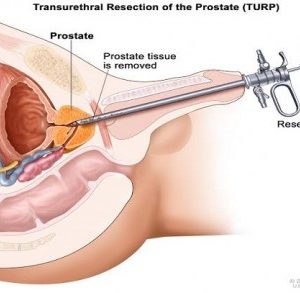 Transurethral Resection of the Prostate (TURP)
Prostate
Prostate tissue
is removed
Rese